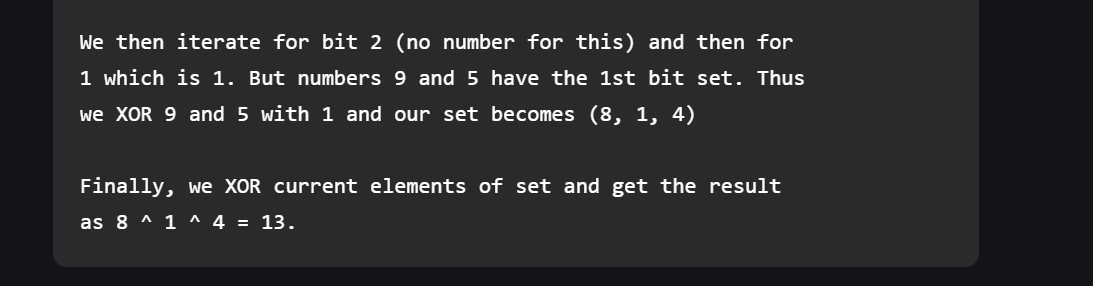 We then iterate for bit 2 (no number for this) and then for
1 which is 1. But numbers 9 and 5 have the 1st bit set. Thus
we XOR 9 and 5 with 1 and our set becomes (8, 1, 4)
Finally, we XOR current elements of set and get the result
as 8 ^ 1 ^ 4 = 13.